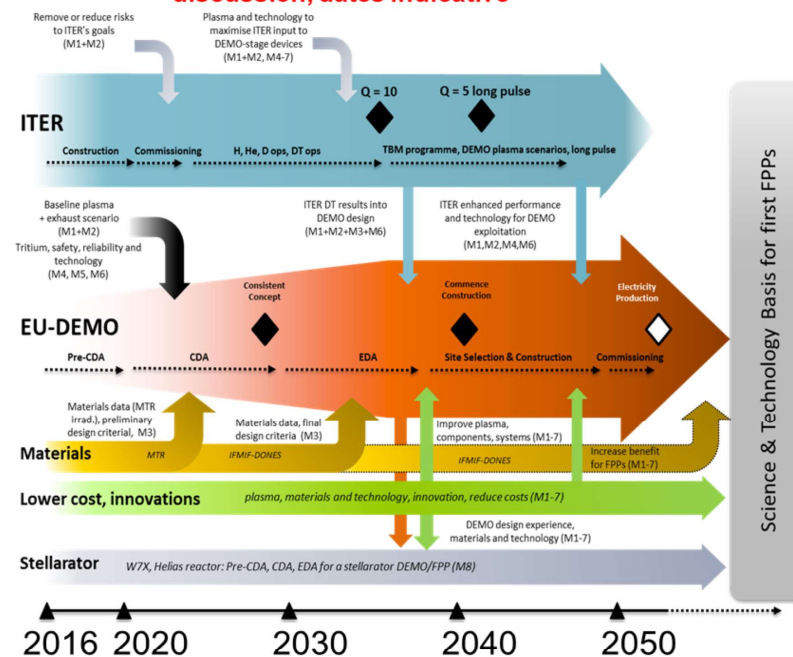 discussion, dates indicative
Remove or reduce risks
to ITER's goals
(M1+M2)
Plasma and technology to
maximise ITER input to
DEMO-stage devices
(M1+M2, M4-7)
Q = 10
Q = 5 long pulse
ITER
Construction
Commissioning
H, He, D ops, DT ops
TBM programme, DEMO plasma scenarios, long pulse
Baseline plasma
+ exhaust scenario
(M1+M2)
Tritium, safety, reliability and
technology
(M4, M5, M6)
ITER DT results into
DEMO design
(M1+M2+M3+M6)
ITER enhanced performance
and technology for DEMO
exploitation
(M1,M2,M4,M6)
Consistent
Concept
Commence
Construction
Electricity
Production
EU-DEMO
Pre-CDA
CDA
EDA
Site Selection & Construction
Commissioning
Materials data (MTR
irrad.), preliminary
design criterial, M3)
Materials data, final
design criteria (M3)
Improve plasma,
components, systems (M1-7)
Increase benefit
for FPPs (M1-7)
Materials
MTR
IFMIF-DONES
IFMIF-DONES
Lower cost, innovations
plasma, materials and technology, innovation, reduce costs (M1-7)
DEMO design experience,
materials and technology (M1-7)
Stellarator
W7X, Helias reactor: Pre-CDA, CDA, EDA for a stellarator DEMO/FPP (M8)
Science & Technology Basis for first FPPs
2016
2020
2030
2040
2050